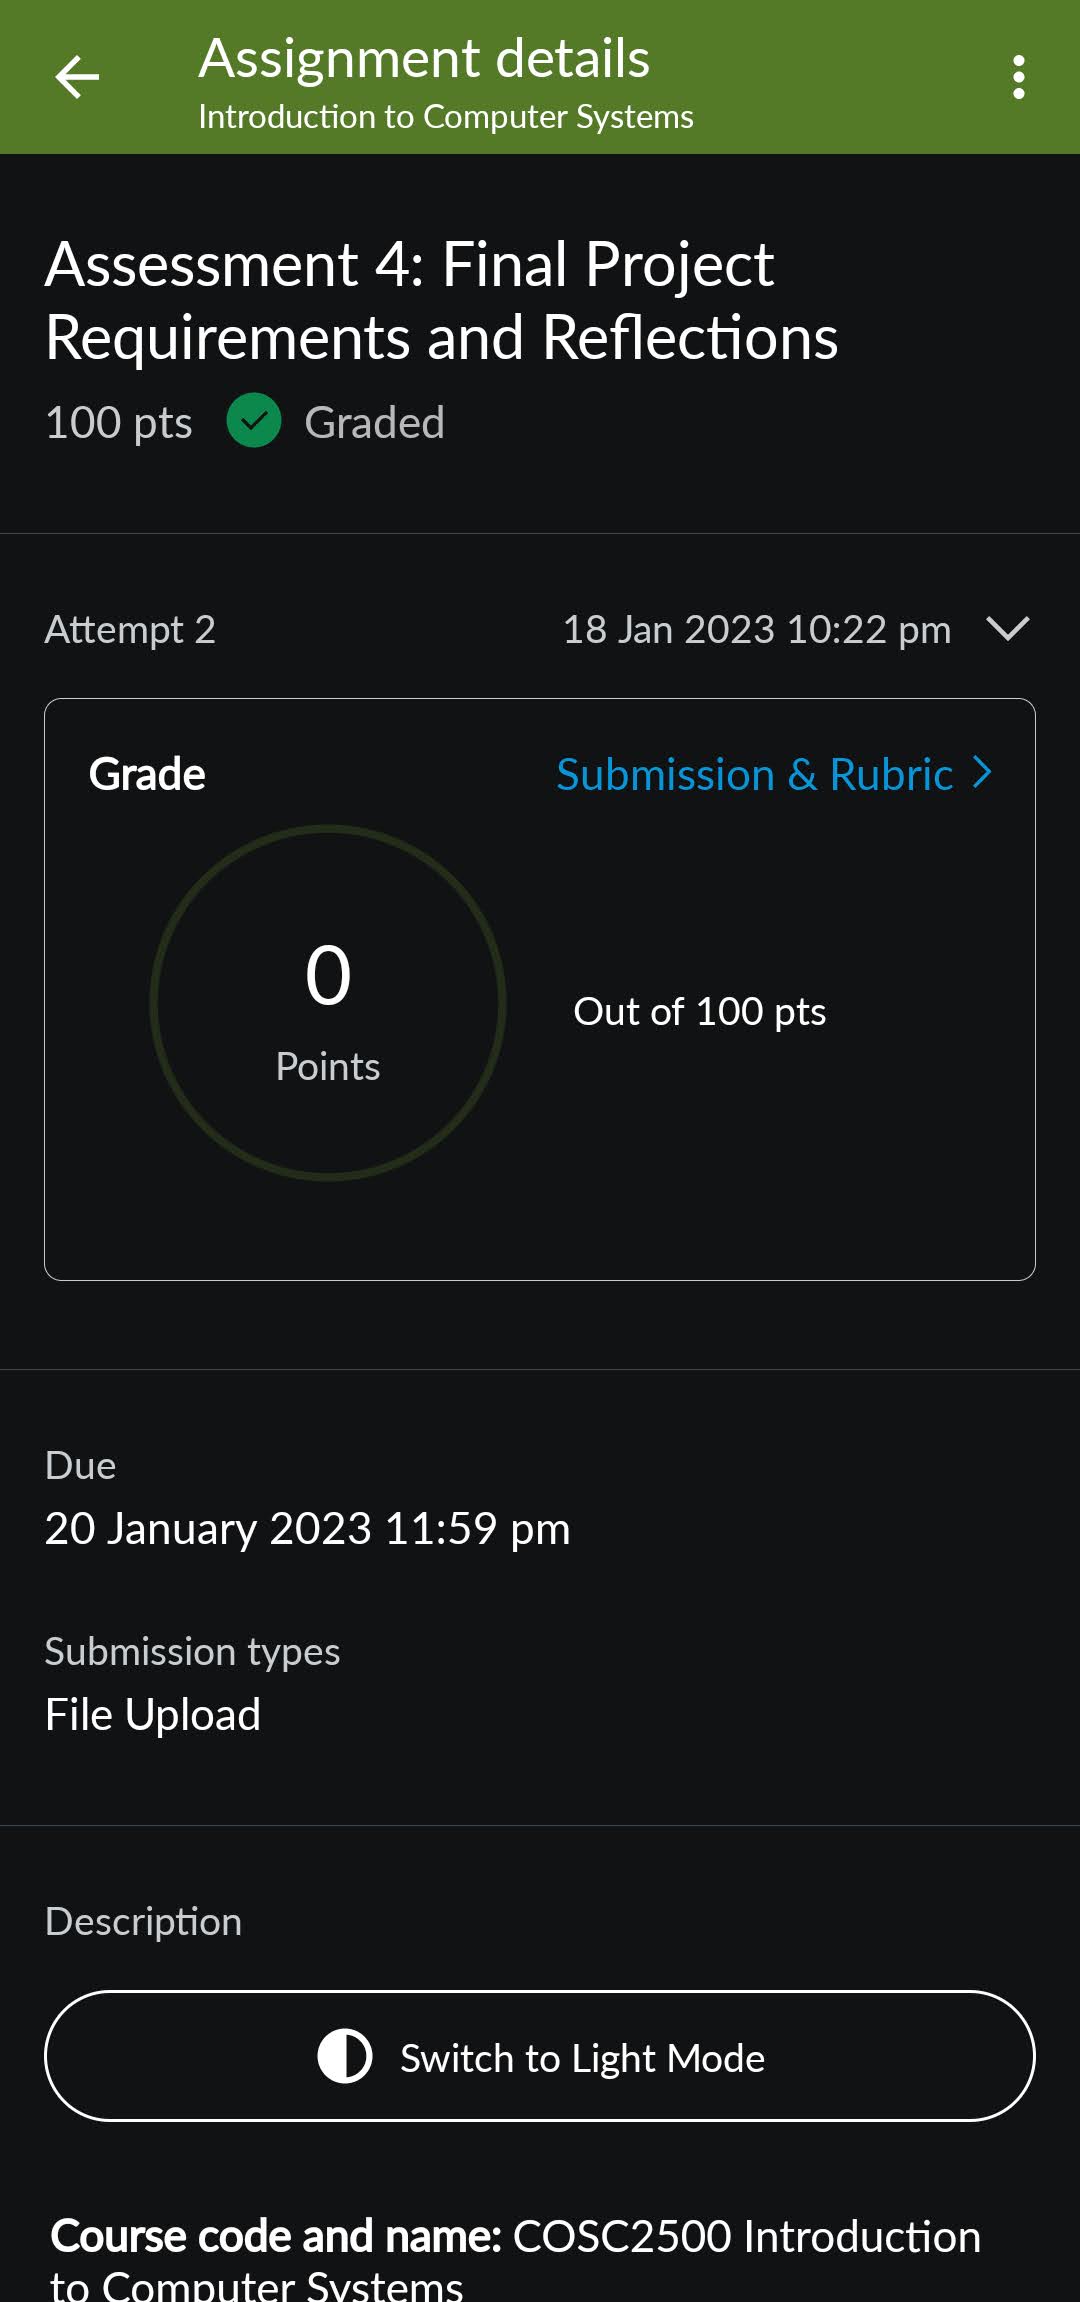 Assignment details
Introduction to Computer Systems
Assessment 4: Final Project
Requirements and Reflections
100 pts Graded
Attempt 2 18 Jan 2023 10:22 pm
Grade Submission & Rubric
0
Points
Out of 100 pts
Due
20 January 2023 11:59 pm
Submission types
File Upload
Description
Switch to Light Mode
Course code and name: COSC2500 Introduction
to Computer Systems